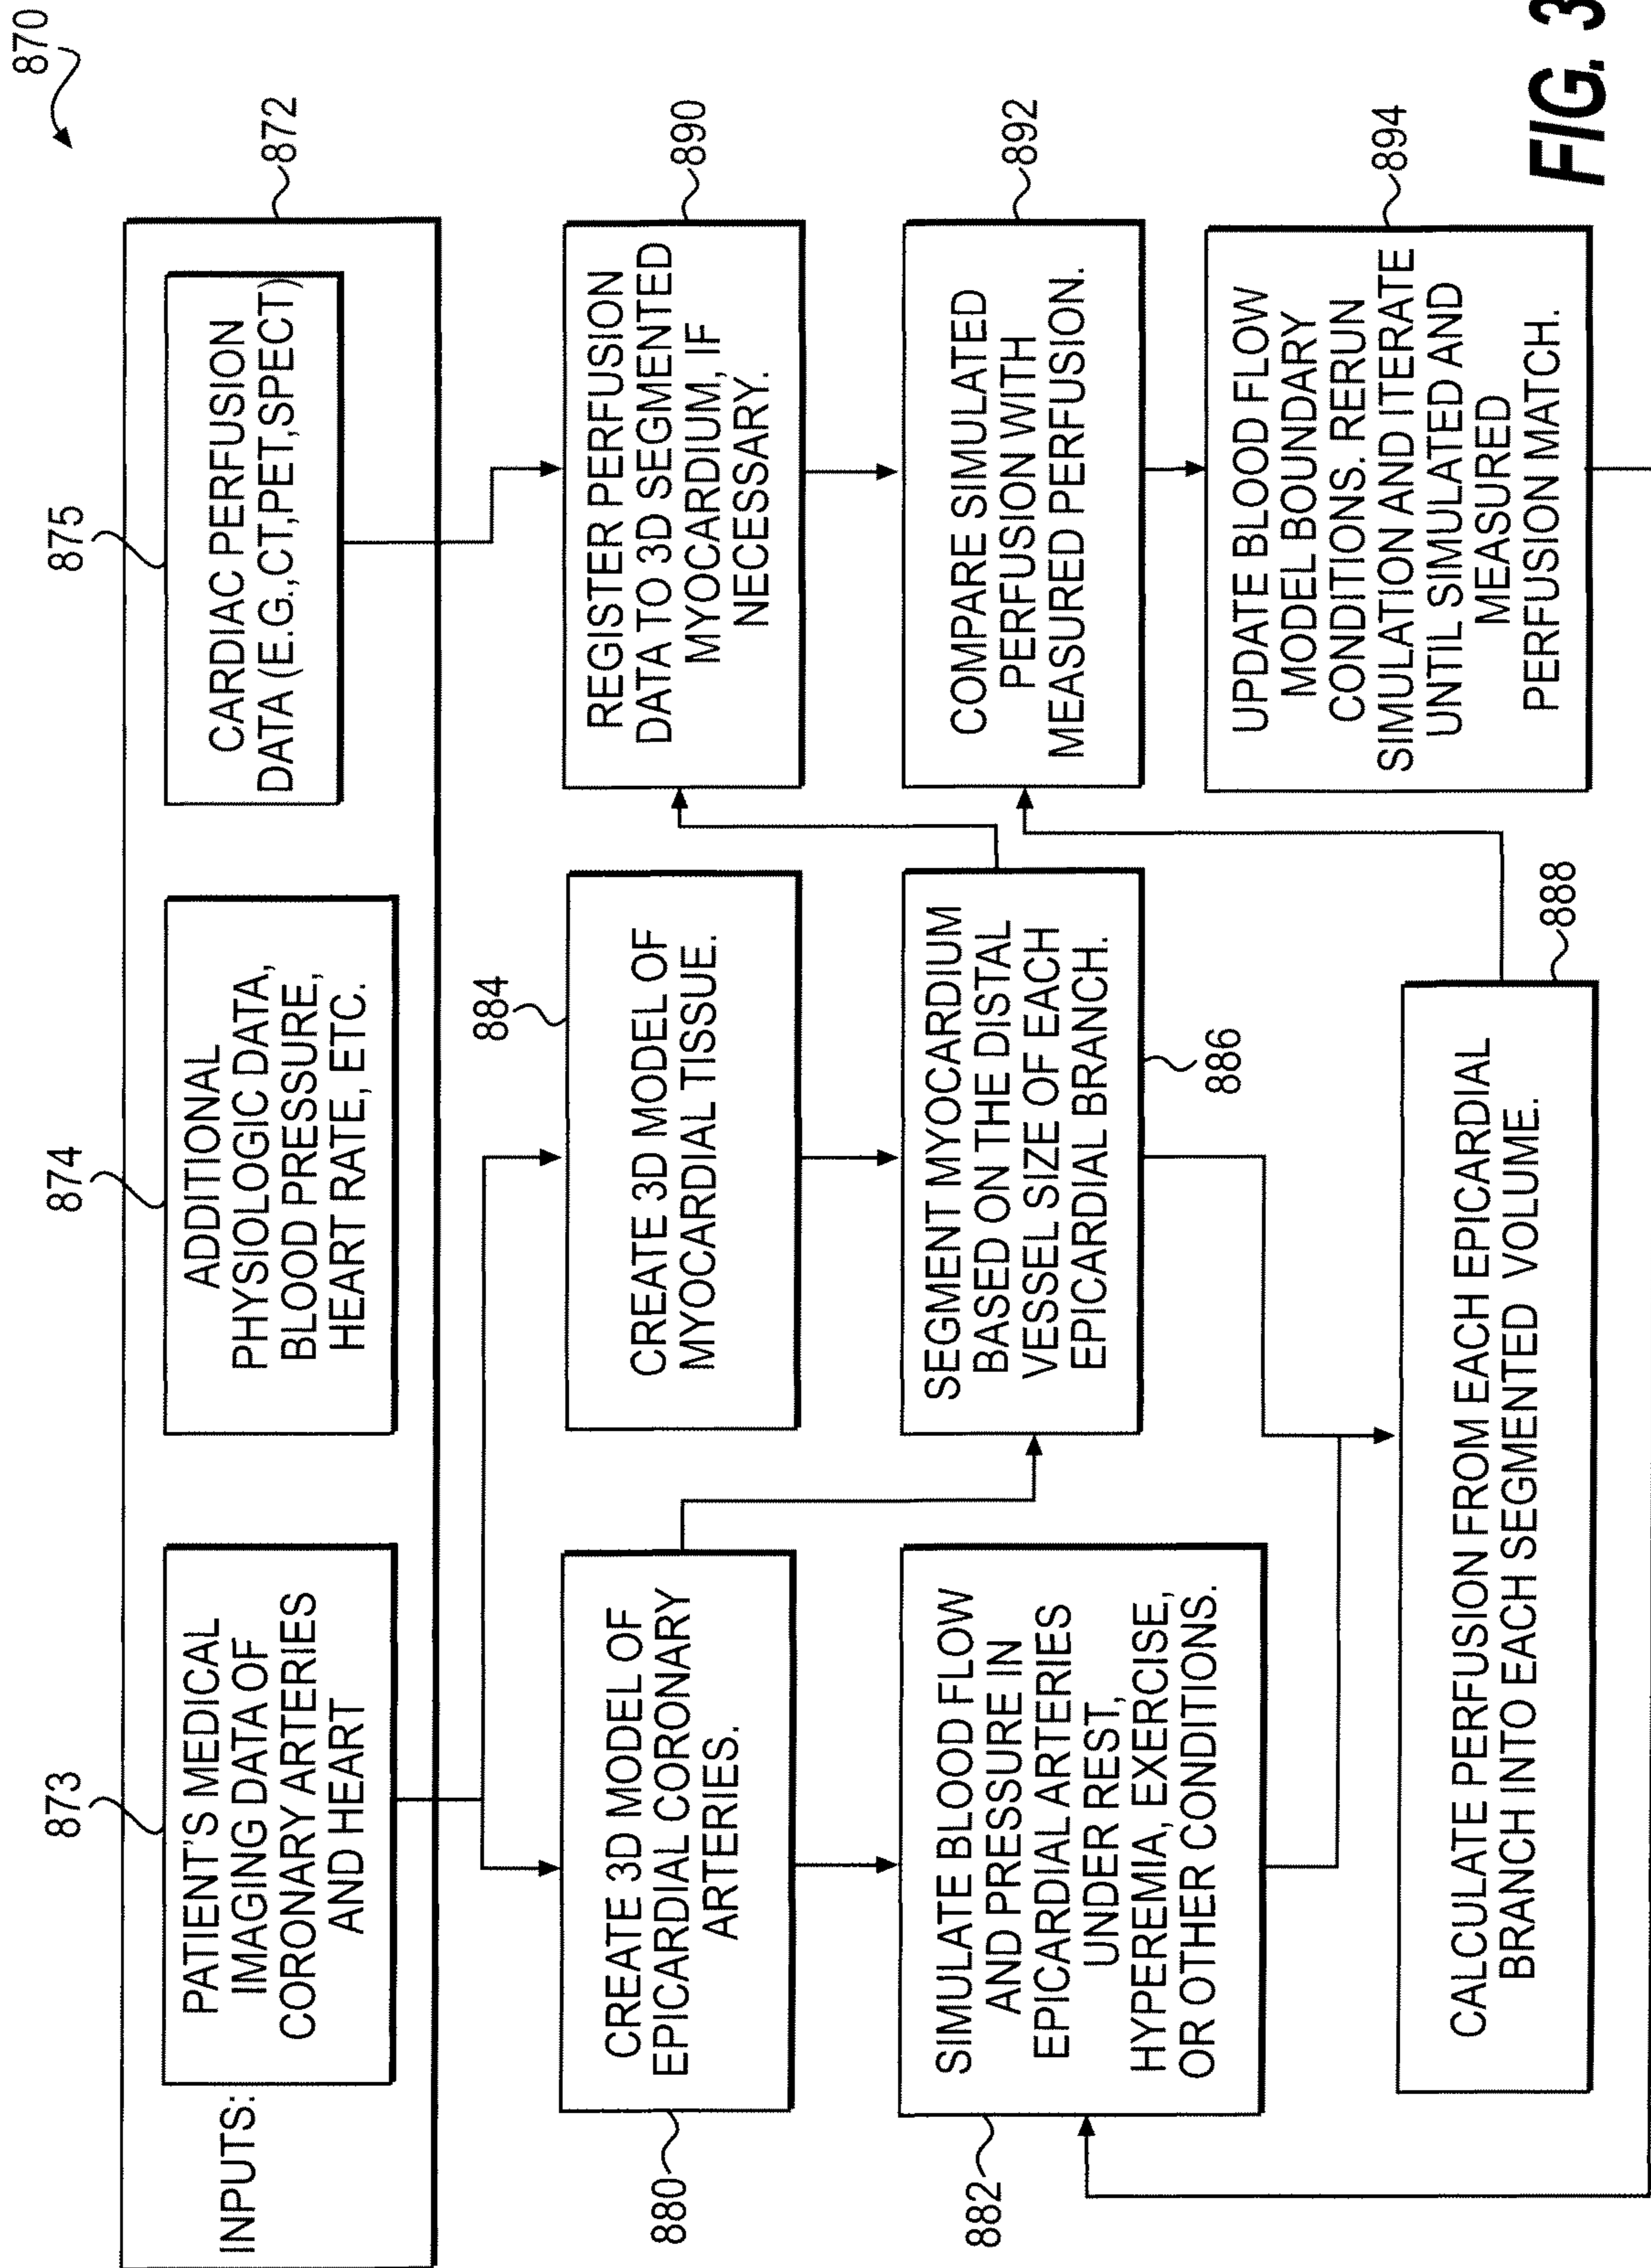 870
872
INPUTS:
873
PATIENT'S MEDICAL
IMAGING DATA OF
CORONARY ARTERIES
AND HEART
874
ADDITIONAL
PHYSIOLOGIC DATA,
BLOOD PRESSURE,
HEART RATE, ETC.
875
CARDIAC PERFUSION
DATA (E.G.,CT,PET,SPECT)
880
CREATE 3D MODEL OF
EPICARDIAL CORONARY
ARTERIES.
884
CREATE 3D MODEL OF
MYOCARDIAL TISSUE.
890
REGISTER PERFUSION
DATA TO 3D SEGMENTED
MYOCARDIUM, IF
NECESSARY.
882
SIMULATE BLOOD FLOW
AND PRESSURE IN
EPICARDIAL ARTERIES
UNDER REST,
HYPEREMIA, EXERCISE,
OR OTHER CONDITIONS.
SEGMENT MYOCARDIUM
BASED ON THE DISTAL
VESSEL SIZE OF EACH
EPICARDIAL BRANCH.
886
892
COMPARE SIMULATED
PERFUSION WITH
MEASURED PERFUSION.
888
CALCULATE PERFUSION FROM EACH EPICARDIAL
BRANCH INTO EACH SEGMENTED VOLUME.
894
UPDATE BLOOD FLOW
MODEL BOUNDARY
CONDITIONS. RERUN
SIMULATION AND ITERATE
UNTIL SIMULATED AND
MEASURED
PERFUSION MATCH.
FIG. 3